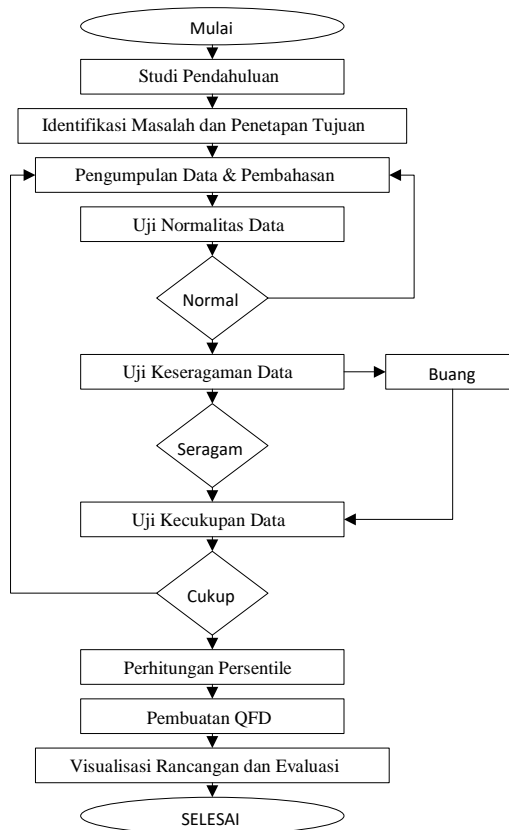 Mulai
Studi Pendahuluan
Identifikasi Masalah dan Penetapan Tujuan
Pengumpulan Data & Pembahasan
Uji Normalitas Data
Normal
Uji Keseragaman Data
Buang
Seragam
Uji Kecukupan Data
Cukup
Perhitungan Persentile
Pembuatan QFD
Visualisasi Rancangan dan Evaluasi
SELESAI